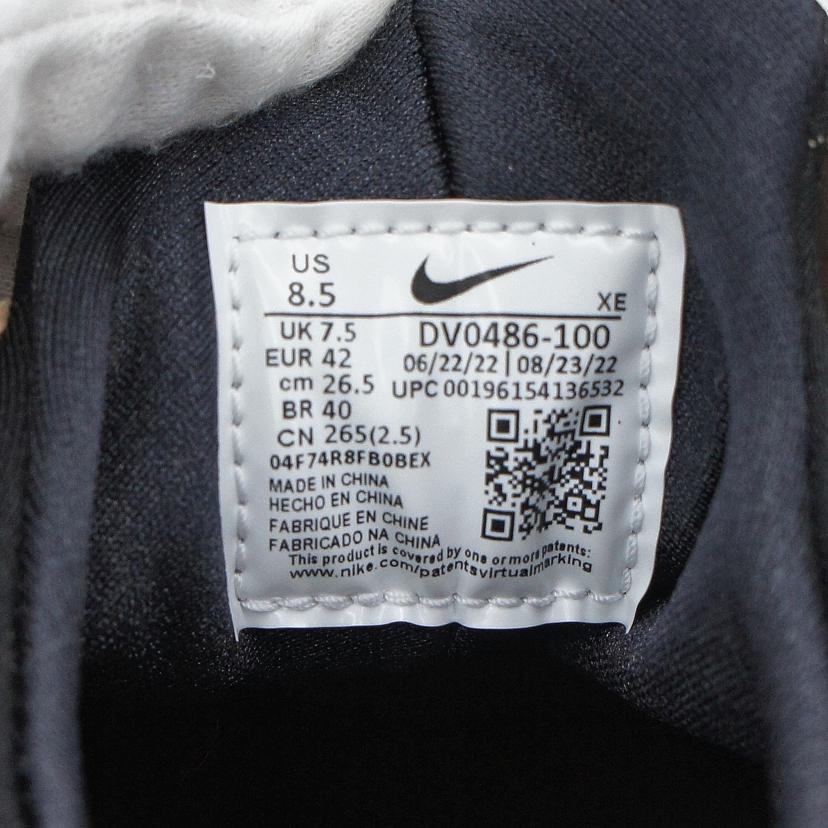 US
8.5
XE
UK 7.5
DV0486-100
EUR 42
06/22/22 | 08/23/22
cm 26.5
UPC 00196154136532
BR 40
CN 265(2.5)
04F74R8FB0BEX
MADE IN CHINA
HECHO EN CHINA
FABRIQUE EN CHINE
FABRICADO NA CHINA
This product is covered by one or more patents:
www.nike.com/patentsvirtualmarking